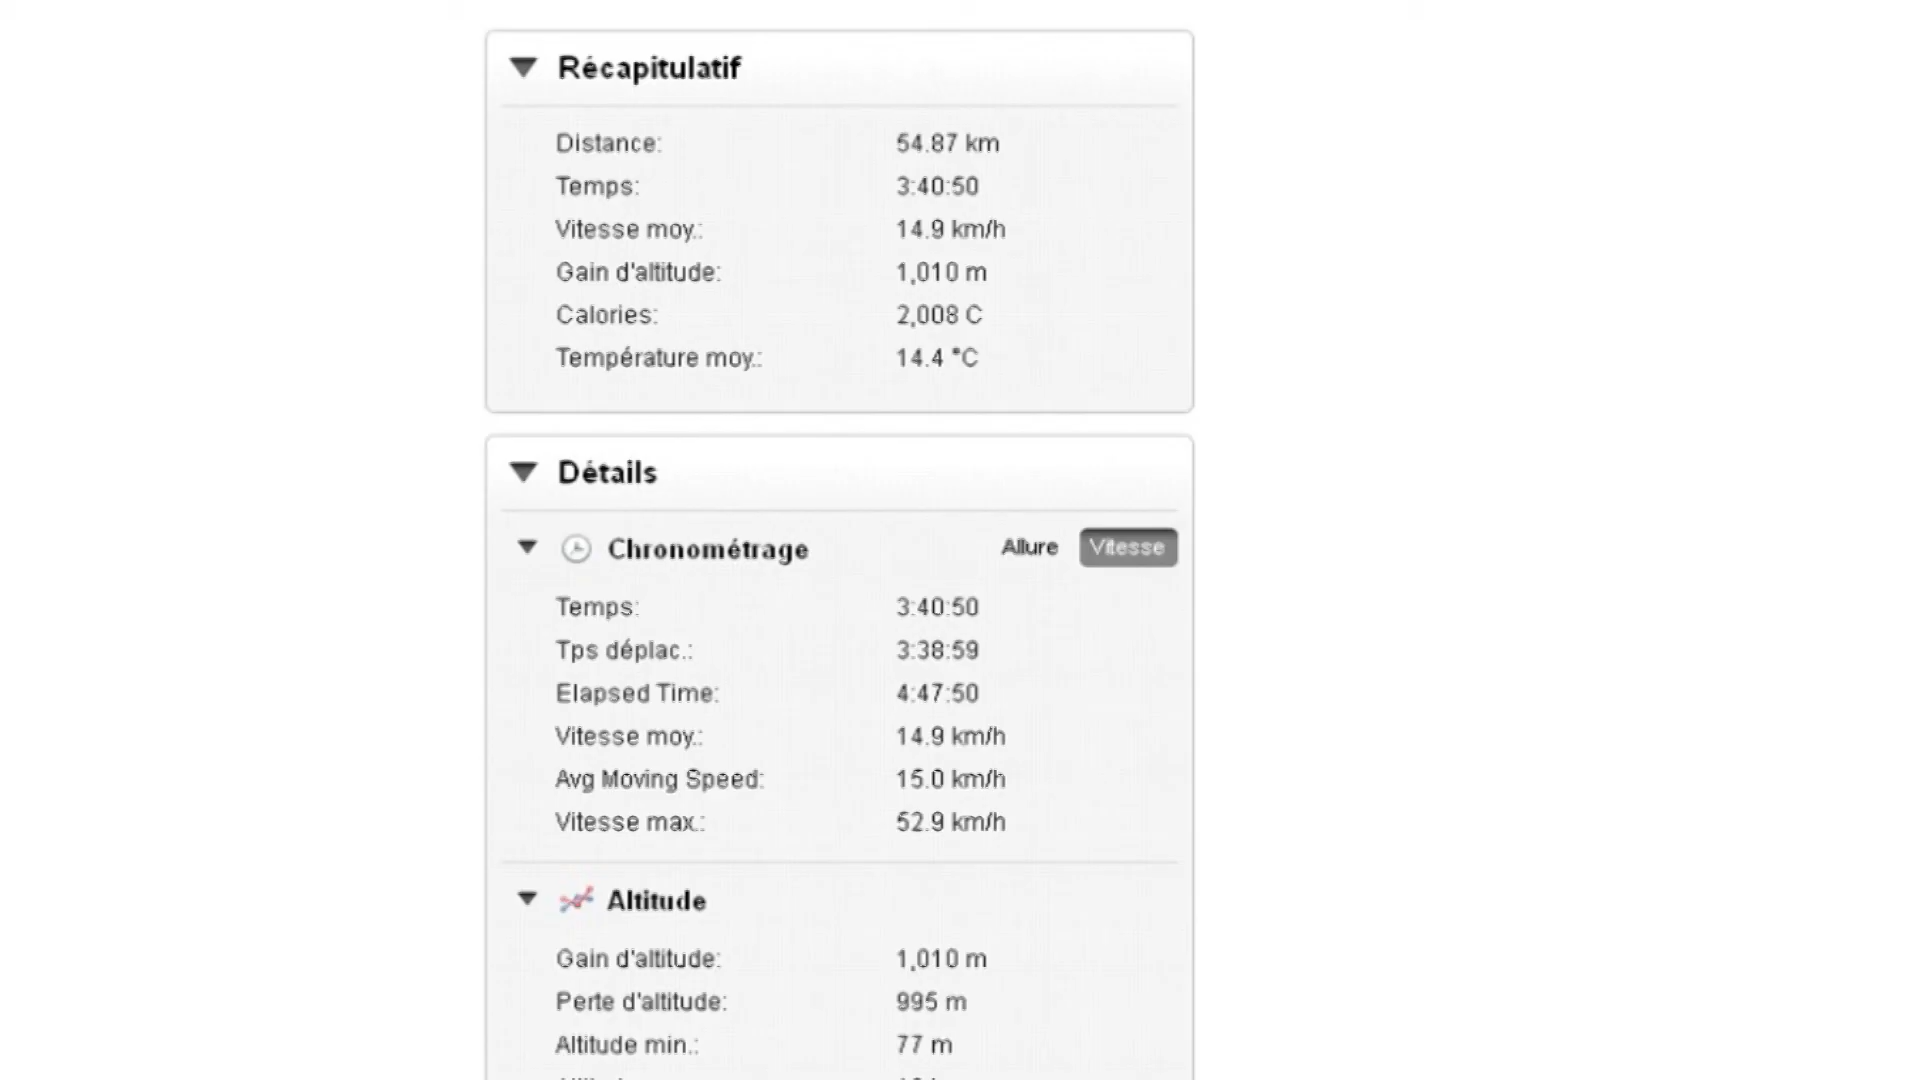 Récapitulatif
Distance: 54.87 km
Temps: 3:40:50
Vitesse moy.: 14.9 km/h
Gain d'altitude: 1,010 m
Calories: 2,008 C
Température moy.: 14.4 °C
Détails
Chronométrage Allure Vitesse
Temps: 3:40:50
Tps déplac.: 3:38:59
Elapsed Time: 4:47:50
Vitesse moy.: 14.9 km/h
Avg Moving Speed: 15.0 km/h
Vitesse max.: 52.9 km/h
Altitude
Gain d'altitude: 1,010 m
Perte d'altitude: 995 m
Altitude min.: 77 m